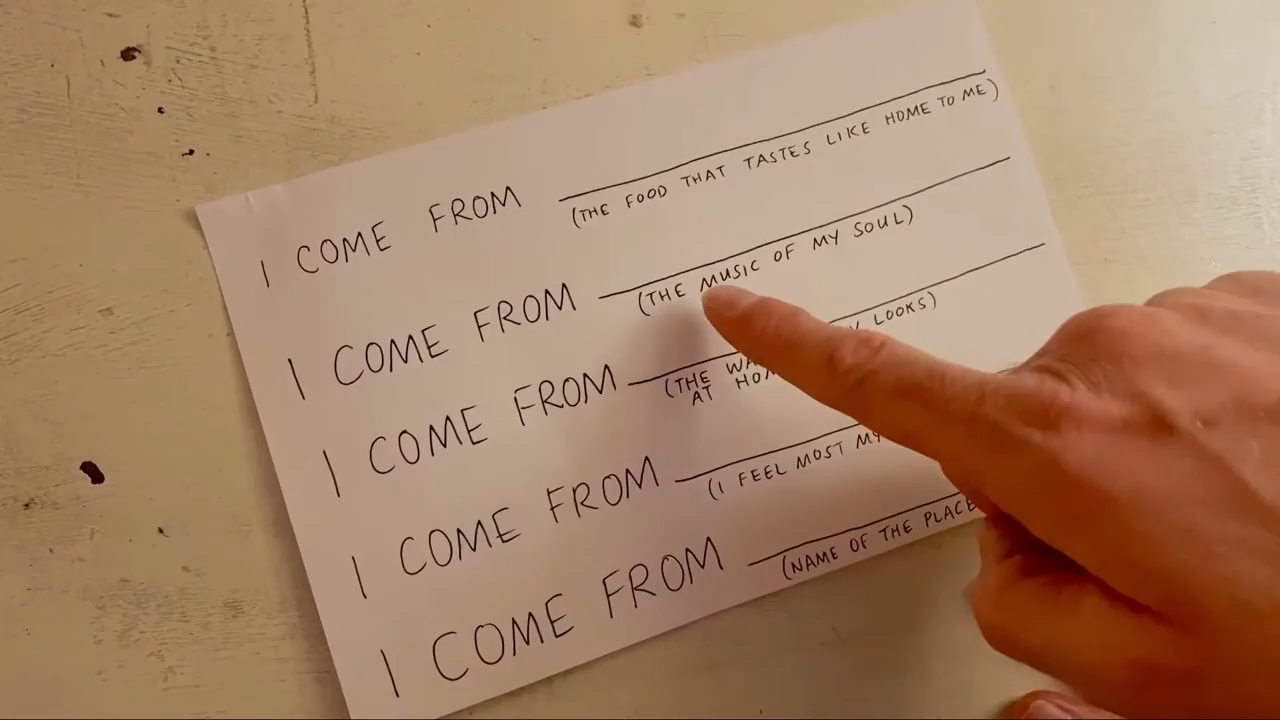 I COME FROM
(THE FOOD THAT TASTES LIKE HOME TO ME)
I COME FROM
(THE MUSIC OF MY SOUL)
I COME FROM
(THE LOOKS)
AT
I COME FROM
(I FEEL MOST MY
I COME FROM
(NAME OF THE PLACE